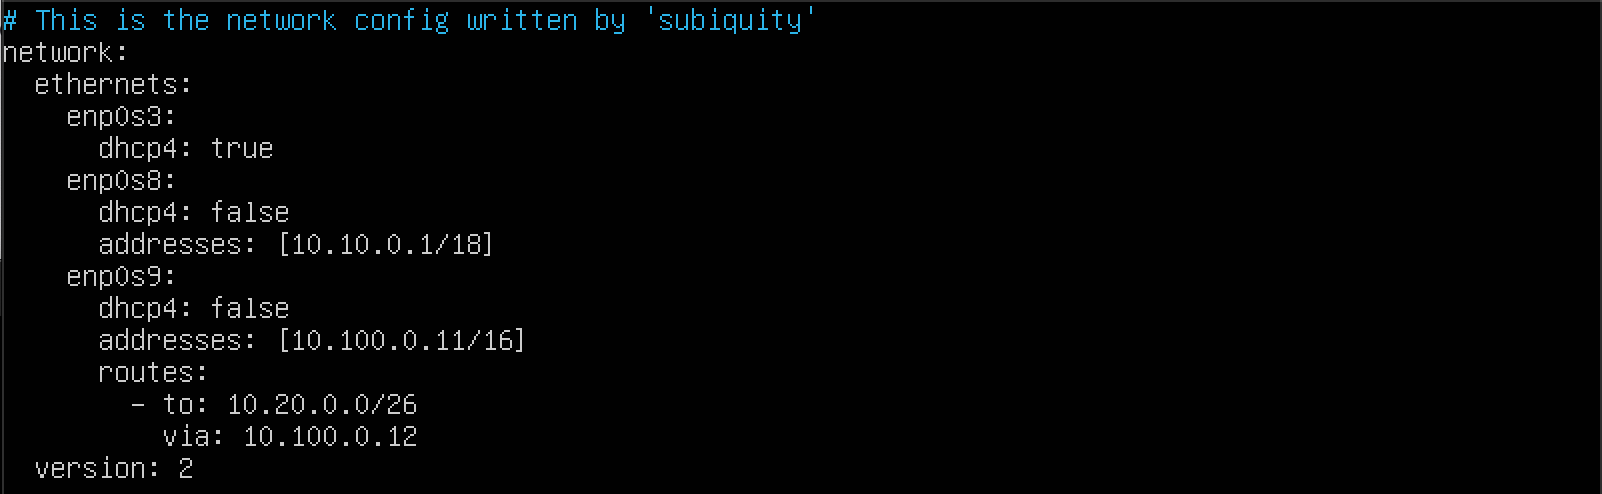 # This is the network config written by 'subiquity'
network:
  ethernets:
    enp0s3:
      dhcp4: true
    enp0s8:
      dhcp4: false
      addresses: [10.10.0.1/18]
    enp0s9:
      dhcp4: false
      addresses: [10.100.0.11/16]
      routes:
        - to: 10.20.0.0/26
          via: 10.100.0.12
  version: 2